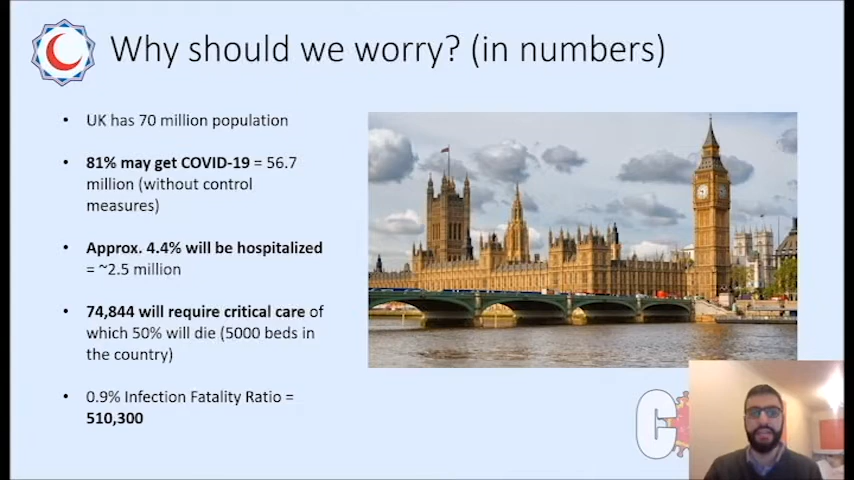 Why should we worry? (in numbers)
• UK has 70 million population
• 81% may get COVID-19 = 56.7
million (without control
measures)
• Approx. 4.4% will be hospitalized
= ~2.5 million
• 74,844 will require critical care of
which 50% will die (5000 beds in
the country)
• 0.9% Infection Fatality Ratio =
510,300
C